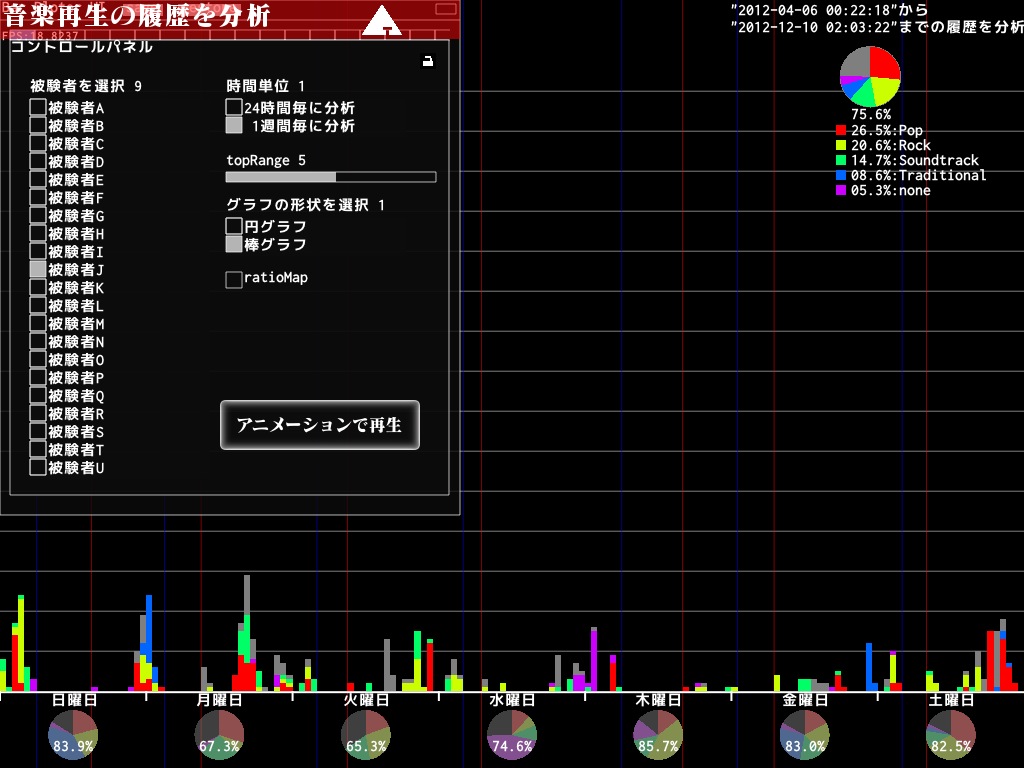 音楽再生の履歴を分析
FPS:18.8237
コントロールパネル
被験者を選択 9
被験者A
被験者B
被験者C
被験者D
被験者E
被験者F
被験者G
被験者H
被験者I
被験者J
被験者K
被験者L
被験者M
被験者N
被験者O
被験者P
被験者Q
被験者R
被験者S
被験者T
被験者U
時間単位 1
24時間毎に分析
1週間毎に分析
topRange 5
グラフの形状を選択 1
円グラフ
棒グラフ
ratioMap
アニメーションで再生
"2012-04-06 00:22:18"から
"2012-12-10 02:03:22"までの履歴を分析
75.6%
26.5%:Pop
20.6%:Rock
14.7%:Soundtrack
08.6%:Traditional
05.3%:none
日曜日 月曜日 火曜日 水曜日 木曜日 金曜日 土曜日
83.9% 67.3% 65.3% 74.6% 85.7% 83.0% 82.5%